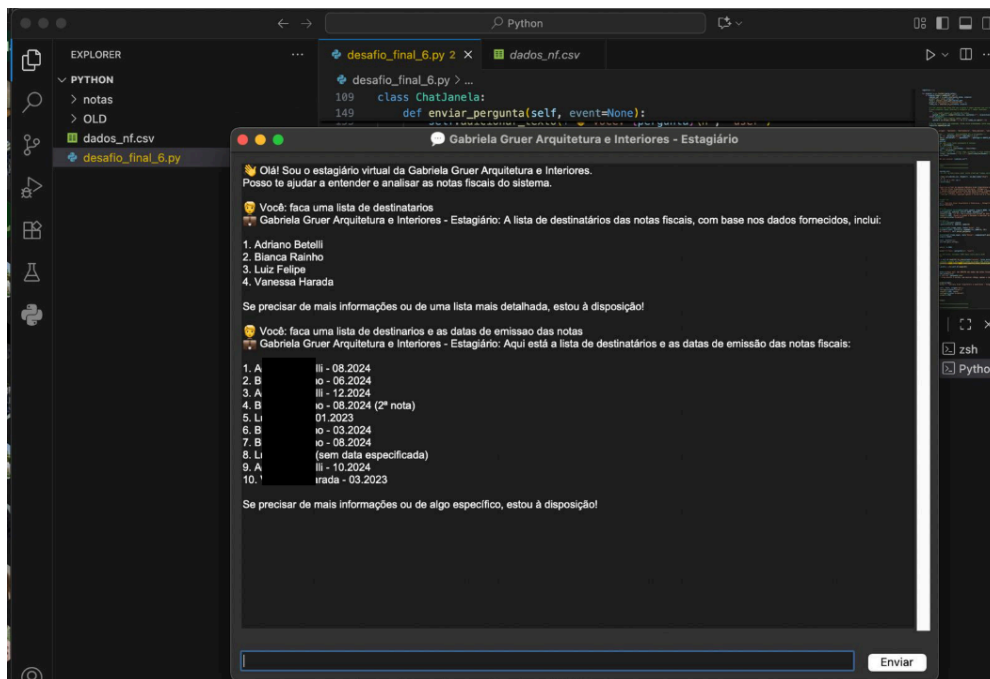 Python
EXPLORER
desafio_final_6.py 2
dados_nf.csv
PYTHON
desafio_final_6.py > ...
notas
109 class ChatJanela:
OLD
149 def enviar_pergunta(self, event=None):
dados_nf.csv
desafio_final_6.py
💬 Gabriela Gruer Arquitetura e Interiores - Estagiário
👋 Olá! Sou o estagiário virtual da Gabriela Gruer Arquitetura e Interiores.
Posso te ajudar a entender e analisar as notas fiscais do sistema.
Você: faca uma lista de destinatarios
Gabriela Gruer Arquitetura e Interiores - Estagiário: A lista de destinatários das notas fiscais, com base nos dados fornecidos, inclui:
1. Adriano Betelli
2. Bianca Rainho
3. Luiz Felipe
4. Vanessa Harada
Se precisar de mais informações ou de uma lista mais detalhada, estou à disposição!
Você: faca uma lista de destinarios e as datas de emissao das notas
Gabriela Gruer Arquitetura e Interiores - Estagiário: Aqui está a lista de destinatários e as datas de emissão das notas fiscais:
1. A lli - 08.2024
2. B no - 06.2024
3. A lli - 12.2024
4. B no - 08.2024 (2ª nota)
5. L 01.2023
6. B no - 03.2024
7. B no - 08.2024
8. L (sem data especificada)
9. A lli - 10.2024
10. arada - 03.2023
Se precisar de mais informações ou de algo específico, estou à disposição!
zsh
Pytho
Enviar